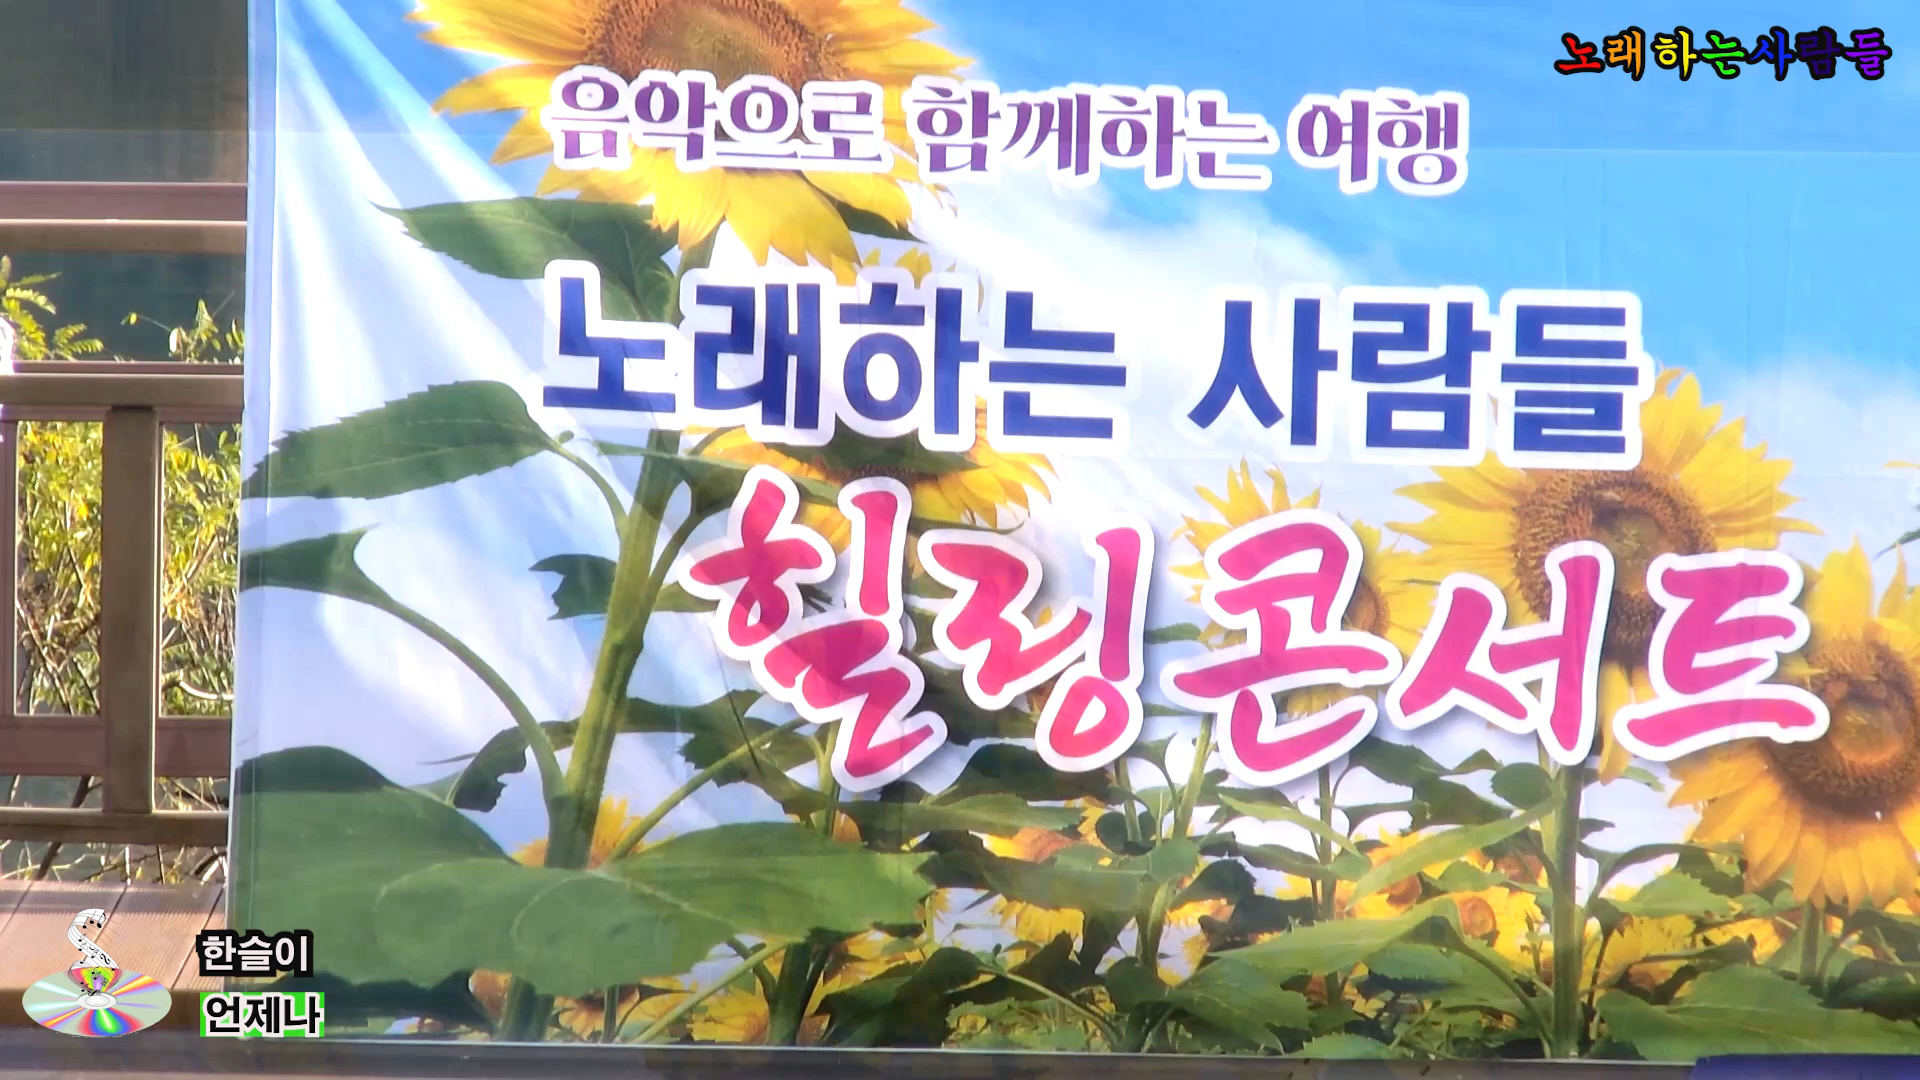 노래하는사람들
음악으로 함께하는 여행
노래하는 사람들
힐링콘서트
한슬이
언제나